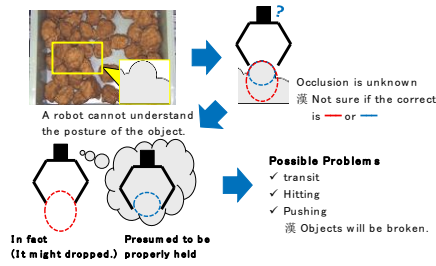 ?
Occlusion is unknown
漢 Not sure if the correct
is or
A robot cannot understand
the posture of the object.
Possible Problems
✓ transit
✓ Hitting
✓ Pushing
漢 Objects will be broken.
In fact
(It might dropped.)
Presumed to be
properly held